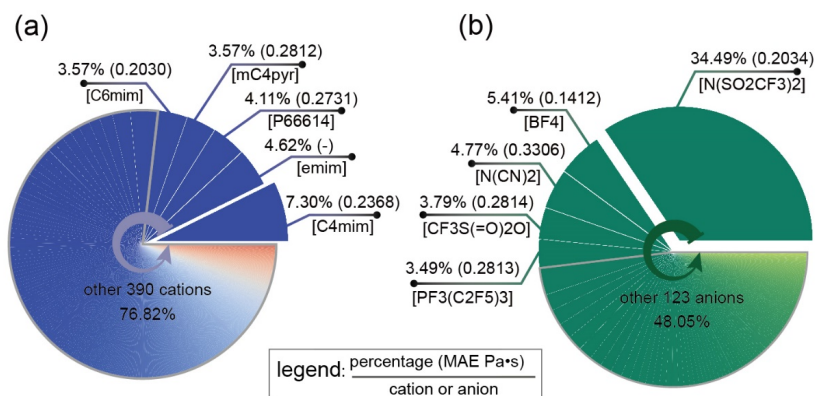 (a)
3.57% (0.2812)
[mC4pyr]
3.57% (0.2030)
[C6mim]
4.11% (0.2731)
[P66614]
4.62% (-)
[emim]
7.30% (0.2368)
[C4mim]
other 390 cations
76.82%
(b)
34.49% (0.2034)
[N(SO2CF3)2]
5.41% (0.1412)
[BF4]
4.77% (0.3306)
[N(CN)2]
3.79% (0.2814)
[CF3S(=O)2O]
3.49% (0.2813)
[PF3(C2F5)3]
other 123 anions
48.05%
legend: percentage (MAE Pa•s)
cation or anion